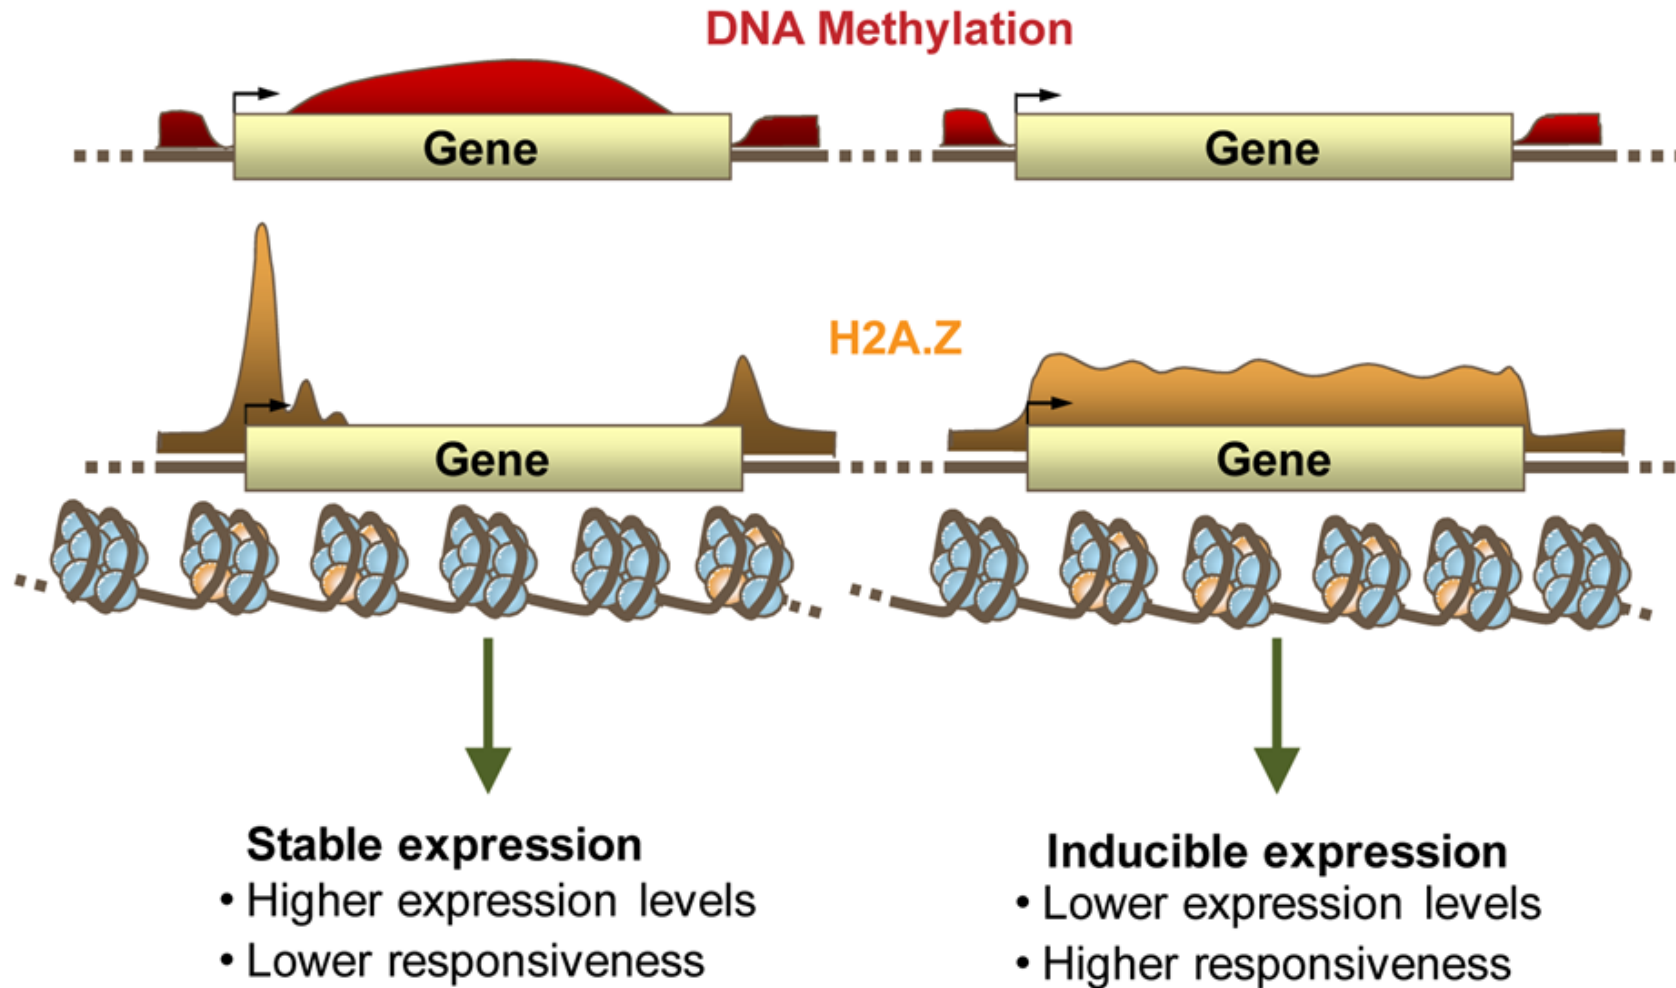 DNA Methylation
Gene
Gene
H2A.Z
Gene
Gene
Stable expression
• Higher expression levels
• Lower responsiveness
Inducible expression
• Lower expression levels
• Higher responsiveness